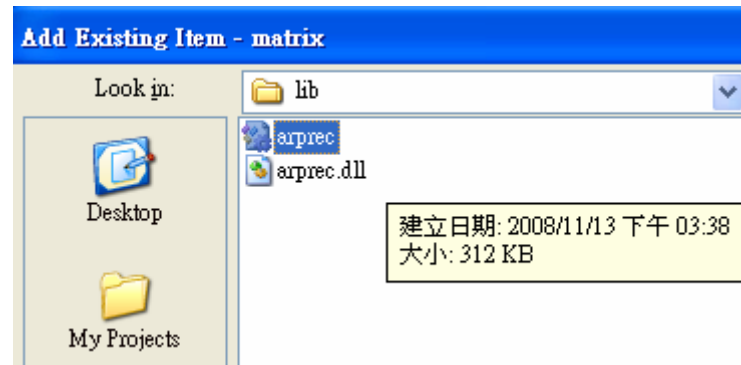 Add Existing Item - matrix
Look in:
lib
arprec
arprec.dll
Desktop
建立日期: 2008/11/13 下午 03:38
大小: 312 KB
My Projects